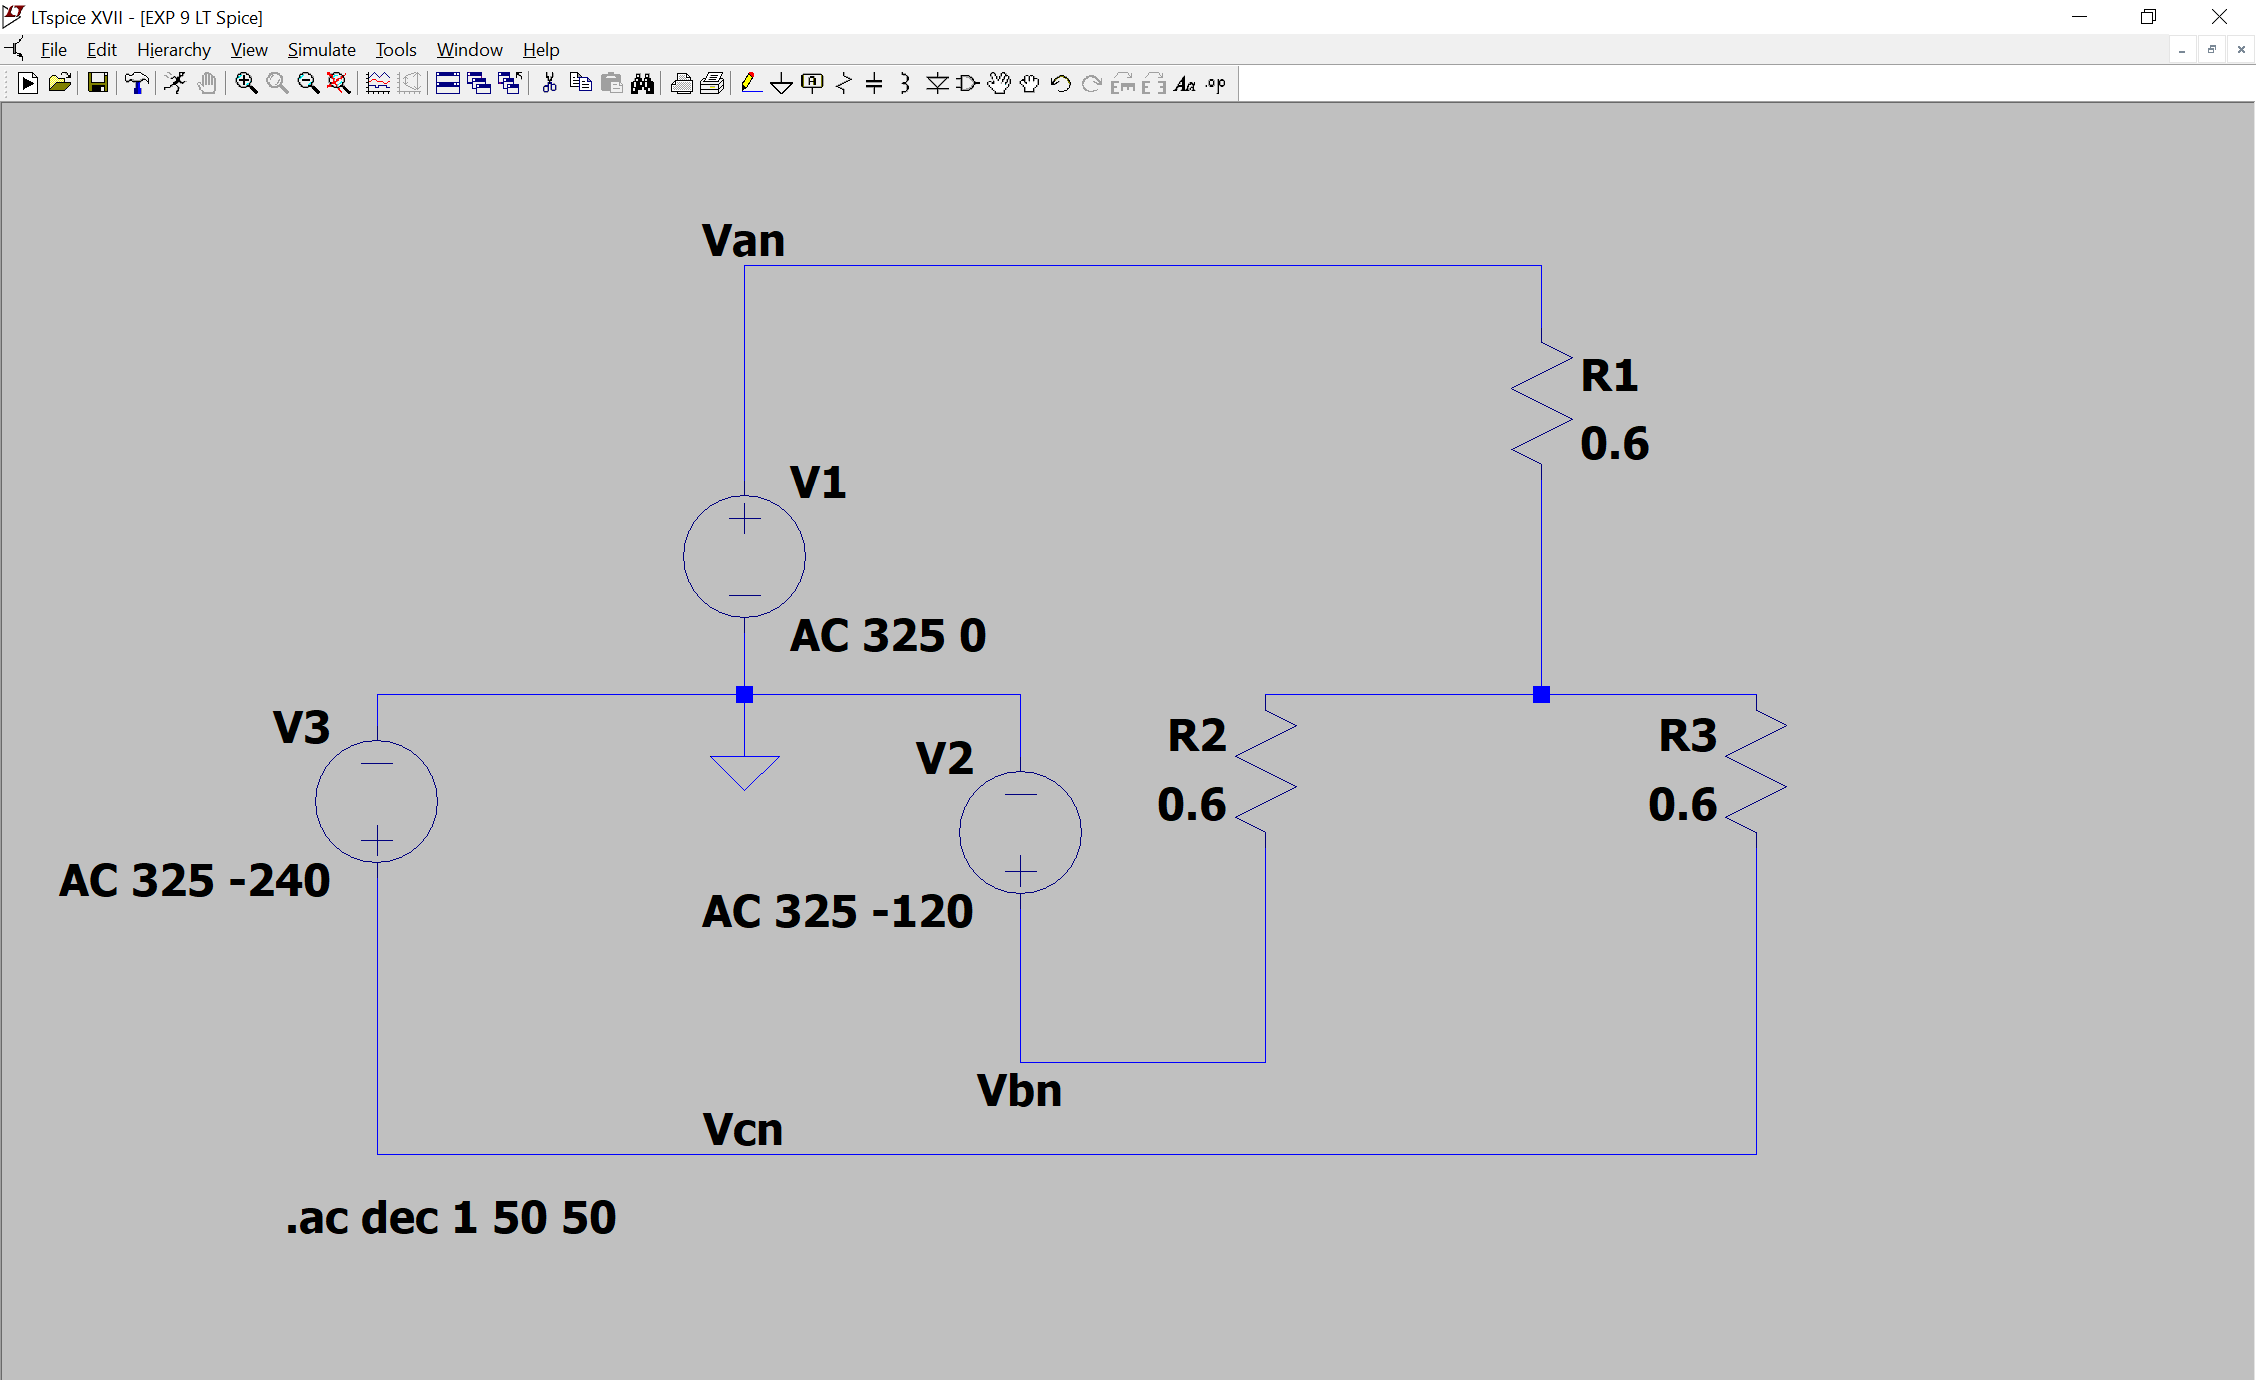 LTspice XVII - [EXP 9 LT Spice]
File Edit Hierarchy View Simulate Tools Window Help
Aa .op
Van
R1
0.6
V1
AC 325 0
V3
V2
R2
R3
0.6
0.6
AC 325 -240
AC 325 -120
Vbn
Vcn
.ac dec 1 50 50